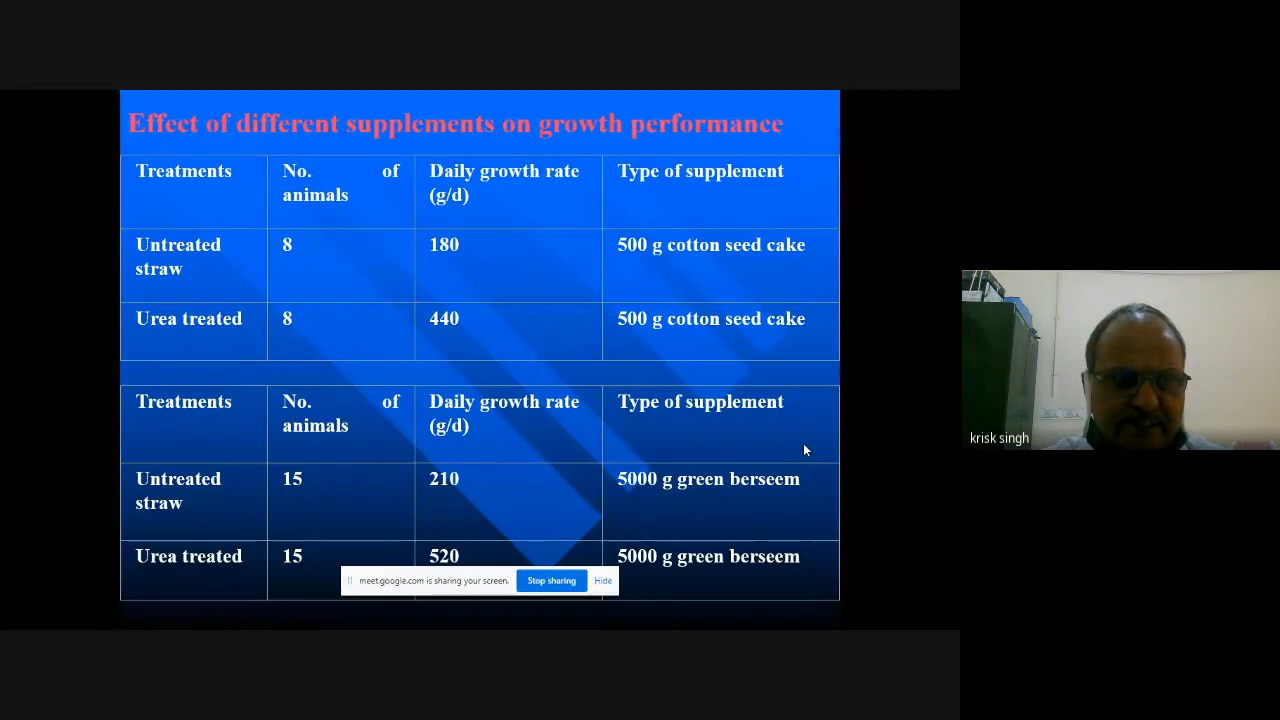 Effect of different supplements on growth performance
Treatments
No. of
animals
Daily growth rate
(g/d)
Type of supplement
Untreated
straw
8
180
500 g cotton seed cake
Urea treated
8
440
500 g cotton seed cake
Treatments
No. of
animals
Daily growth rate
(g/d)
Type of supplement
Untreated
straw
15
210
5000 g green berseem
Urea treated
15
520
5000 g green berseem
meet.google.com is sharing your screen.
Stop sharing
Hide
krisk singh